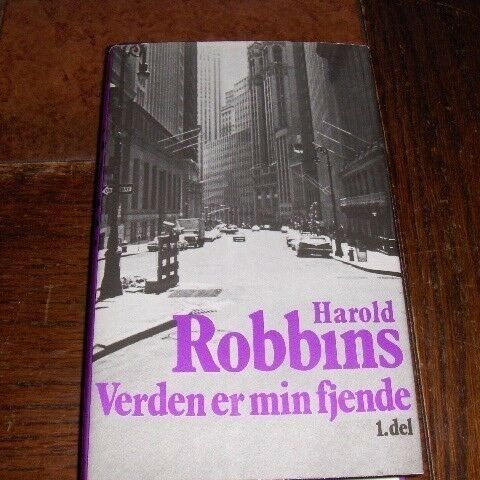 Harold
Robbins
Verden er min fjende
1. del